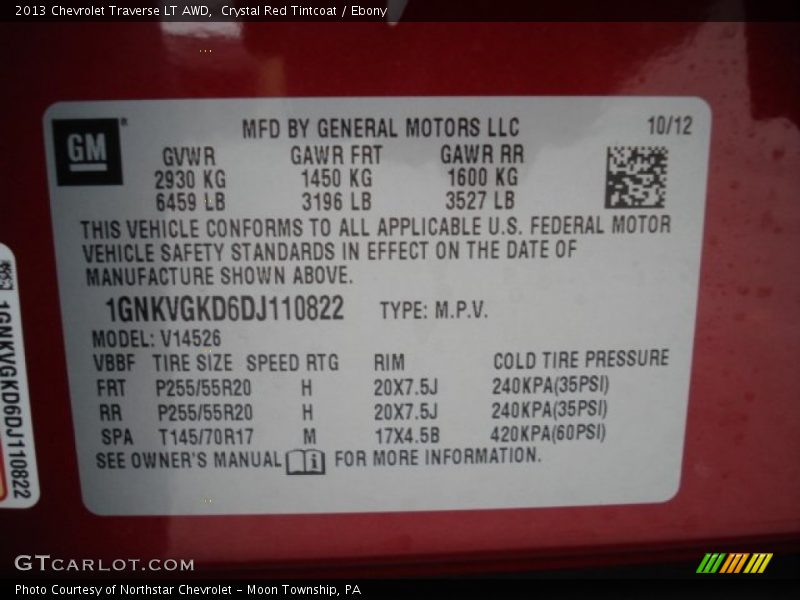 2013 Chevrolet Traverse LT AWD,  Crystal Red Tintcoat / Ebony
GM
MFD BY GENERAL MOTORS LLC 10/12
GVWR GAWR FRT GAWR RR
2930 KG 1450 KG 1600 KG
6459 LB 3196 LB 3527 LB
THIS VEHICLE CONFORMS TO ALL APPLICABLE U.S. FEDERAL MOTOR
VEHICLE SAFETY STANDARDS IN EFFECT ON THE DATE OF
MANUFACTURE SHOWN ABOVE.
1GNKVGKD6DJ110822 TYPE: M.P.V.
MODEL: V14526
VBBF TIRE SIZE SPEED RTG RIM COLD TIRE PRESSURE
FRT P255/55R20 H 20X7.5J 240KPA(35PSI)
RR P255/55R20 H 20X7.5J 240KPA(35PSI)
SPA T145/70R17 M 17X4.5B 420KPA(60PSI)
SEE OWNER'S MANUAL i FOR MORE INFORMATION.
1GNKVGKD6DJ110822
GTCARLOT.COM
Photo Courtesy of Northstar Chevrolet - Moon Township, PA